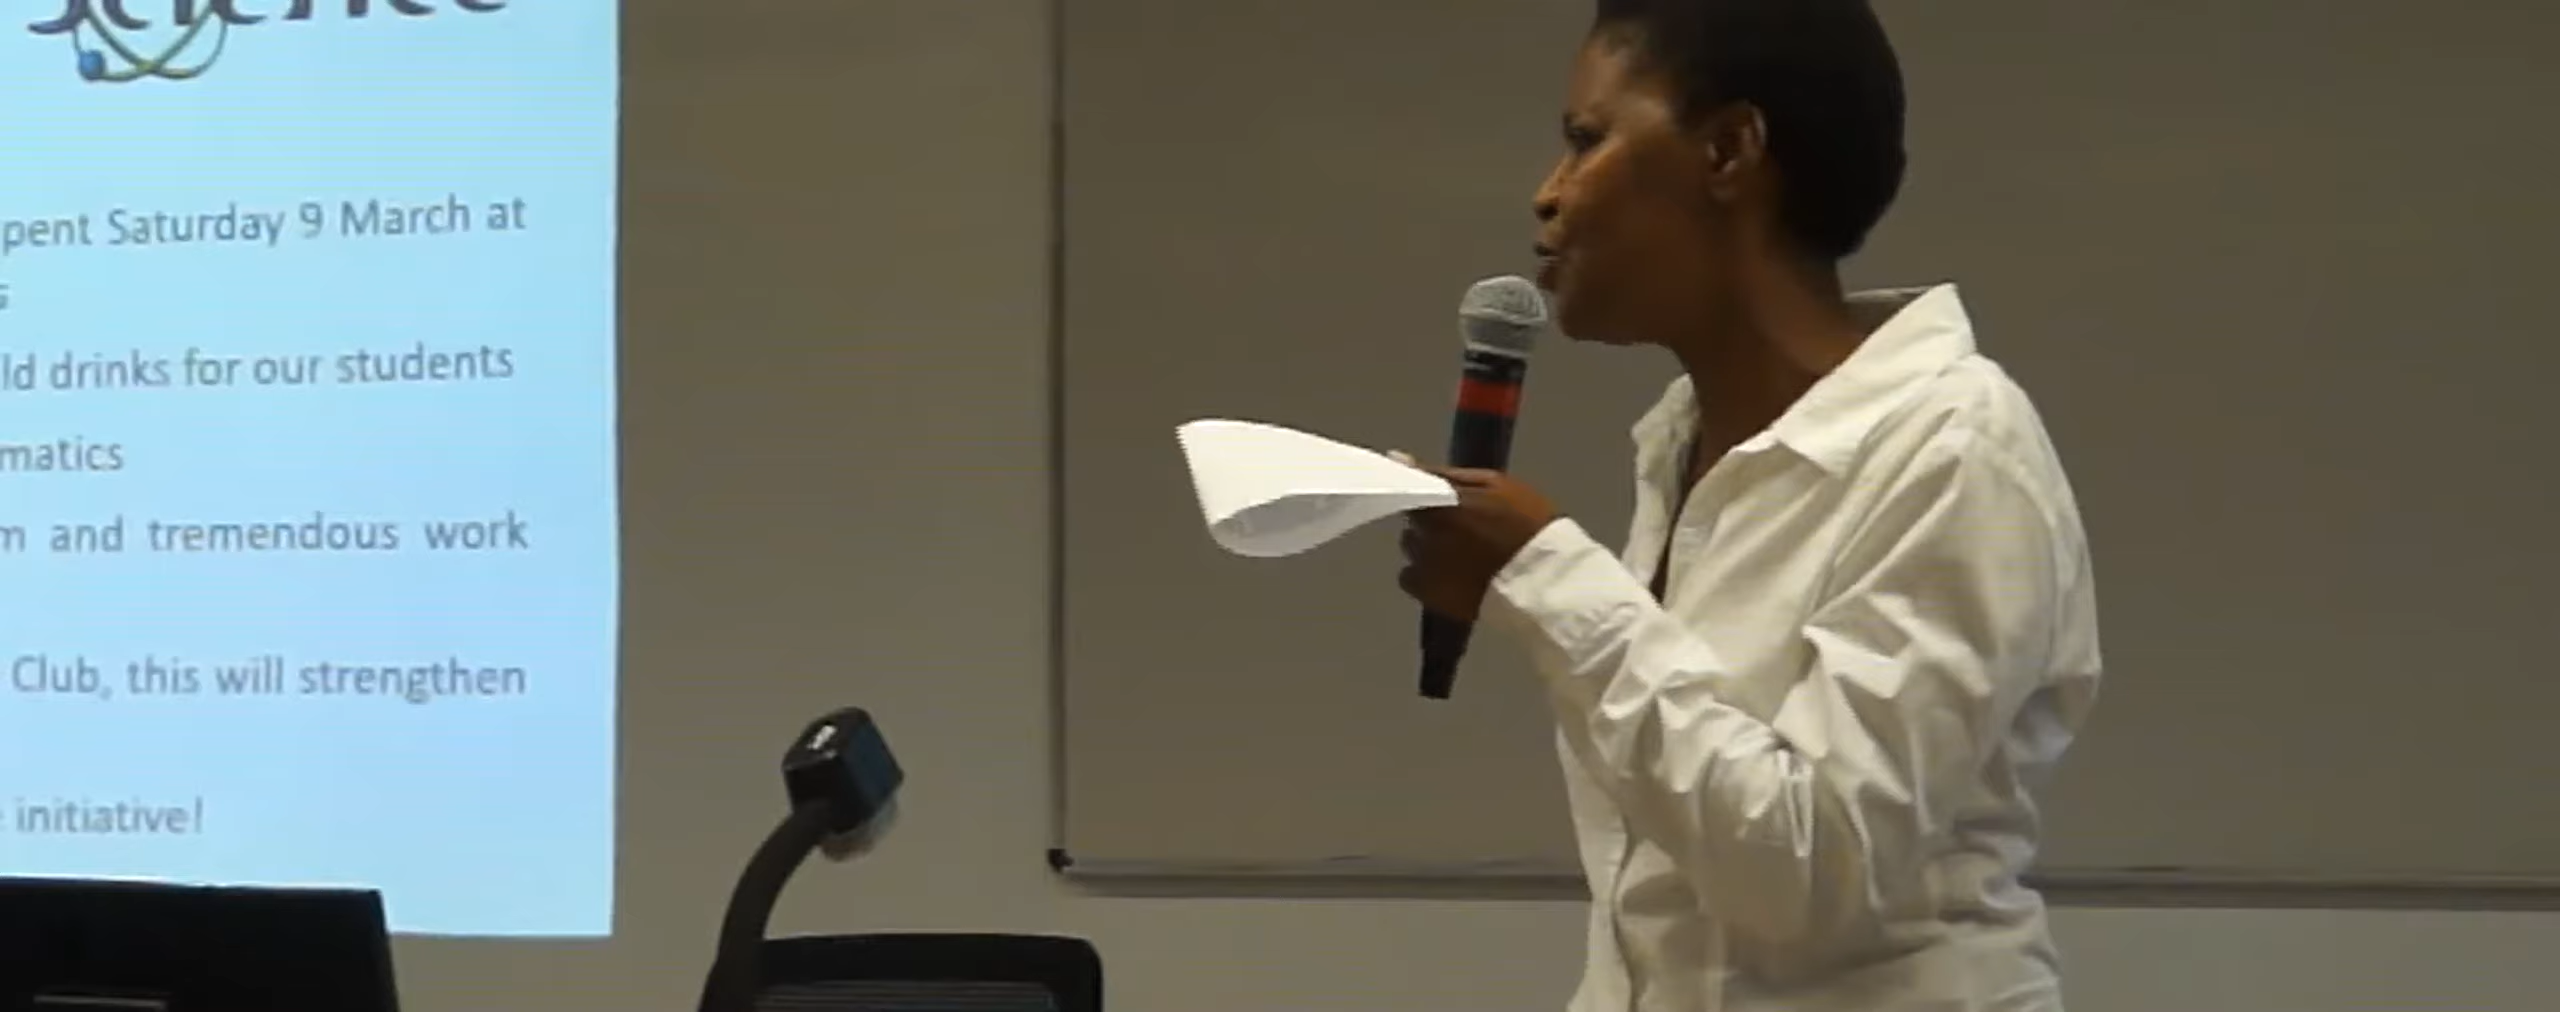 science
pent Saturday 9 March at
s
ld drinks for our students
matics
m and tremendous work
Club, this will strengthen
initiative!